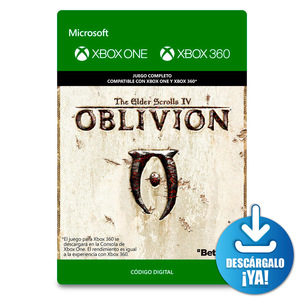 Microsoft
XBOX ONE XBOX 360
JUEGO COMPLETO
COMPATIBLE CON XBOX ONE Y XBOX 360*
The Elder Scrolls IV
OBLIVION
*El juego para Xbox 360 se
descargará en la Consola de
Xbox One. El rendimiento es igual
a la experiencia con Xbox 360.
Bet
CÓDIGO DIGITAL
DESCÁRGALO
¡YA!